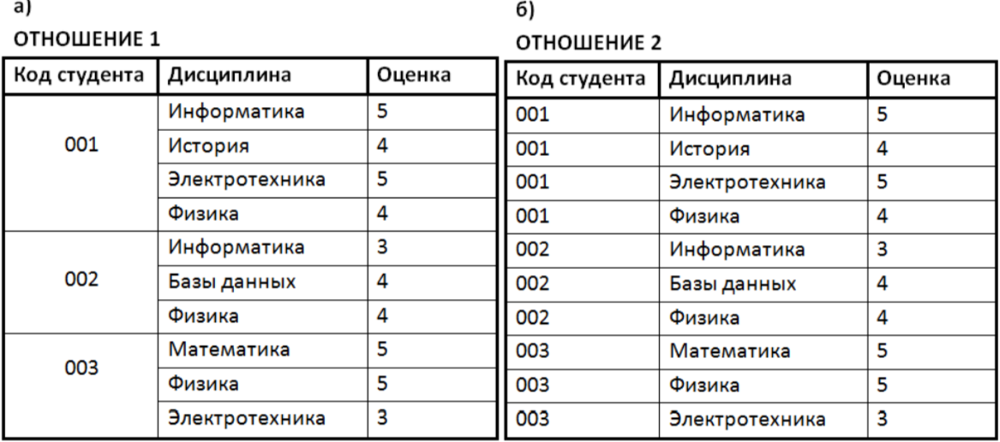 а)
ОТНОШЕНИЕ 1
Код студента Дисциплина Оценка
001
Информатика 5
История 4
Электротехника 5
Физика 4
002
Информатика 3
Базы данных 4
Физика 4
003
Математика 5
Физика 5
Электротехника 3
б)
ОТНОШЕНИЕ 2
Код студента Дисциплина Оценка
001 Информатика 5
001 История 4
001 Электротехника 5
001 Физика 4
002 Информатика 3
002 Базы данных 4
002 Физика 4
003 Математика 5
003 Физика 5
003 Электротехника 3